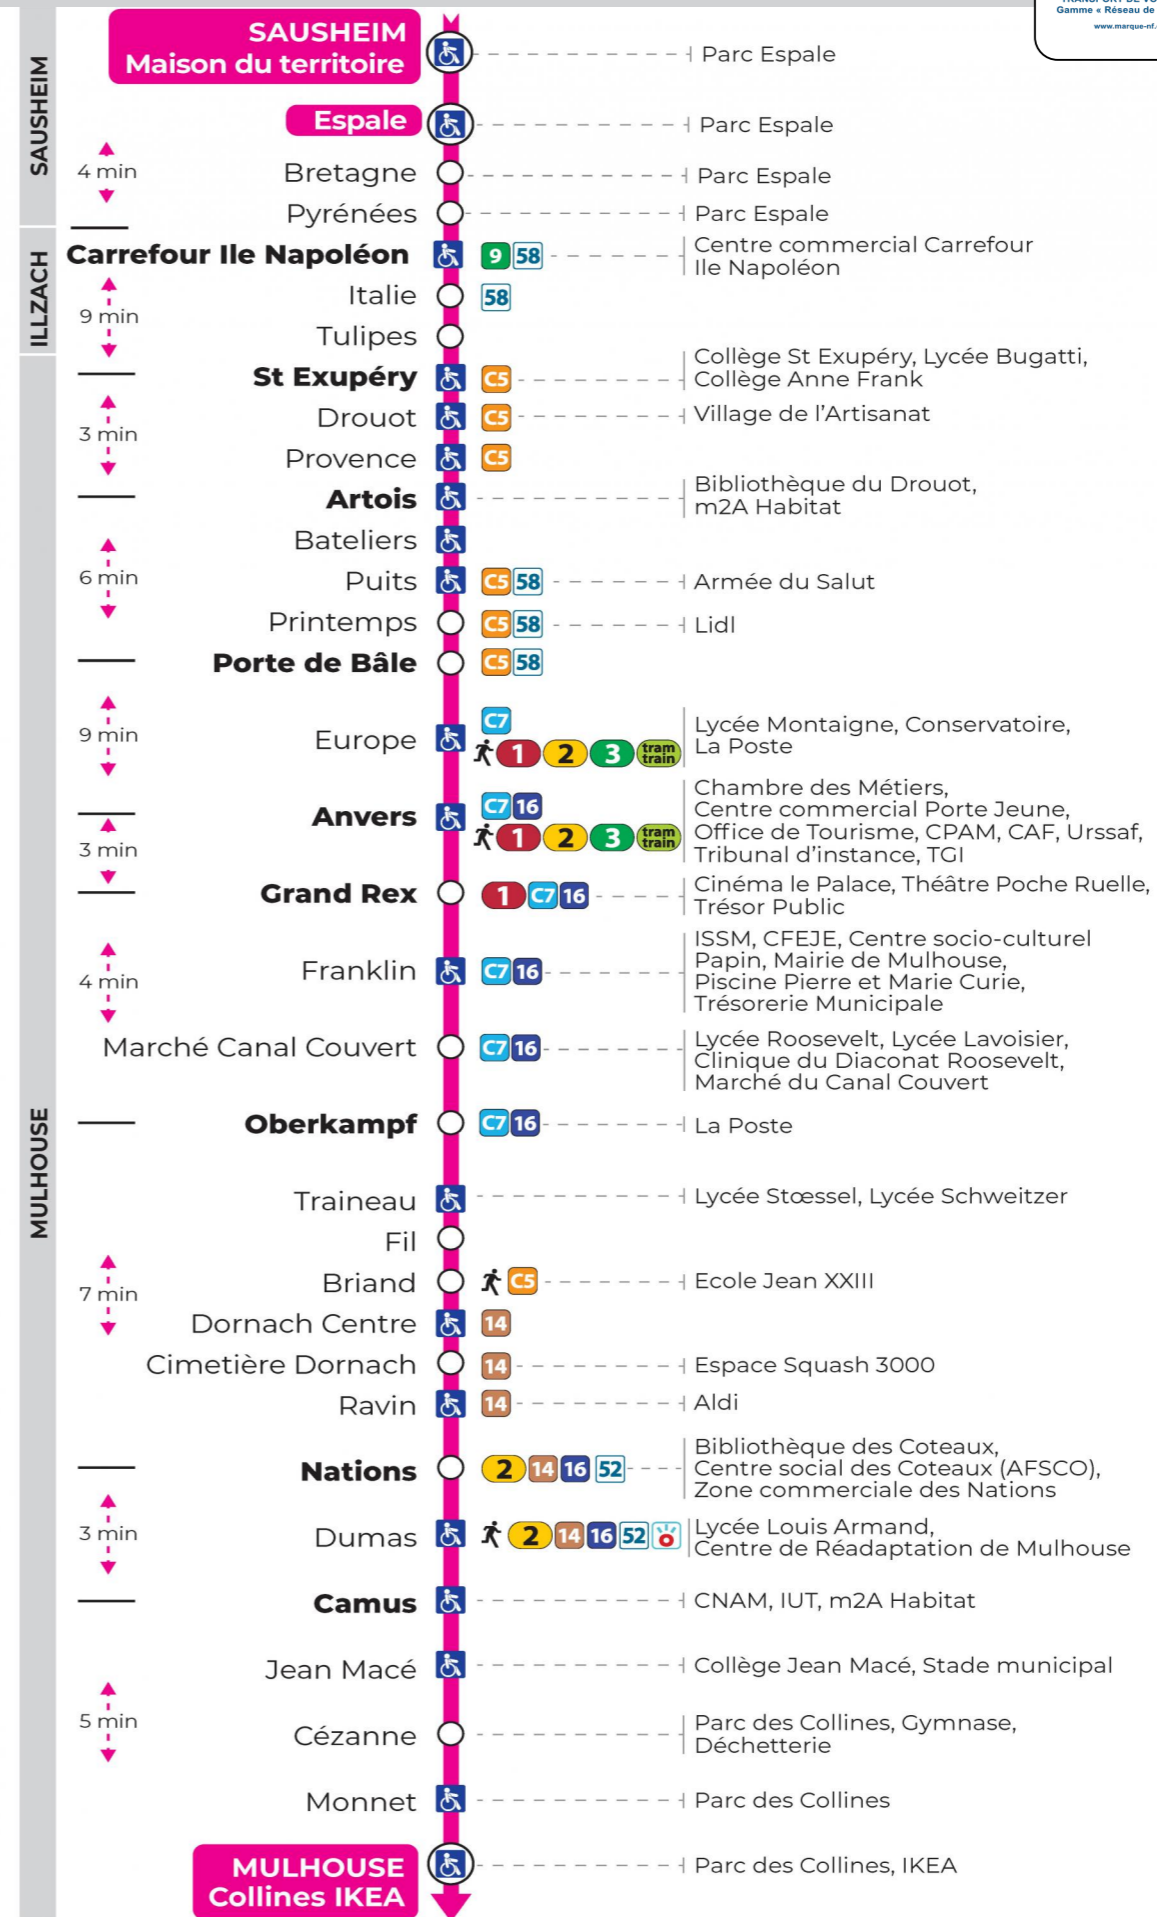 TRANSPORT DE VO
Gamme « Réseau de
www.marque-nf.
SAUSHEIM
SAUSHEIM
Maison du territoire
Parc Espale
Espale
Parc Espale
4 min
Bretagne
Parc Espale
Pyrénées
Parc Espale
ILLZACH
Carrefour Ile Napoléon
9 58
Centre commercial Carrefour
Ile Napoléon
9 min
Italie
58
Tulipes
MULHOUSE
St Exupéry
C5
Collège St Exupéry, Lycée Bugatti,
Collège Anne Frank
3 min
Drouot
C5
Village de l'Artisanat
Provence
C5
Artois
Bibliothèque du Drouot,
m2A Habitat
6 min
Bateliers
Puits
C5 58
Armée du Salut
Printemps
C5 58
Lidl
Porte de Bâle
C5 58
9 min
Europe
C7
1 2 3 tram
train
Lycée Montaigne, Conservatoire,
La Poste
Anvers
C7 16
1 2 3 tram
train
Chambre des Métiers,
Centre commercial Porte Jeune,
Office de Tourisme, CPAM, CAF, Urssaf,
Tribunal d'instance, TGI
3 min
Grand Rex
1 C7 16
Cinéma le Palace, Théâtre Poche Ruelle,
Trésor Public
4 min
Franklin
C7 16
ISSM, CFEJE, Centre socio-culturel
Papin, Mairie de Mulhouse,
Piscine Pierre et Marie Curie,
Trésorerie Municipale
Marché Canal Couvert
C7 16
Lycée Roosevelt, Lycée Lavoisier,
Clinique du Diaconat Roosevelt,
Marché du Canal Couvert
Oberkampf
C7 16
La Poste
Traineau
Lycée Stœssel, Lycée Schweitzer
Fil
7 min
Briand
C5
Ecole Jean XXIII
Dornach Centre
14
Cimetière Dornach
14
Espace Squash 3000
Ravin
14
Aldi
Nations
2 14 16 52
Bibliothèque des Coteaux,
Centre social des Coteaux (AFSCO),
Zone commerciale des Nations
3 min
Dumas
2 14 16 52
Lycée Louis Armand,
Centre de Réadaptation de Mulhouse
Camus
CNAM, IUT, m2A Habitat
Jean Macé
Collège Jean Macé, Stade municipal
5 min
Cézanne
Parc des Collines, Gymnase,
Déchetterie
Monnet
Parc des Collines
MULHOUSE
Collines IKEA
Parc des Collines, IKEA